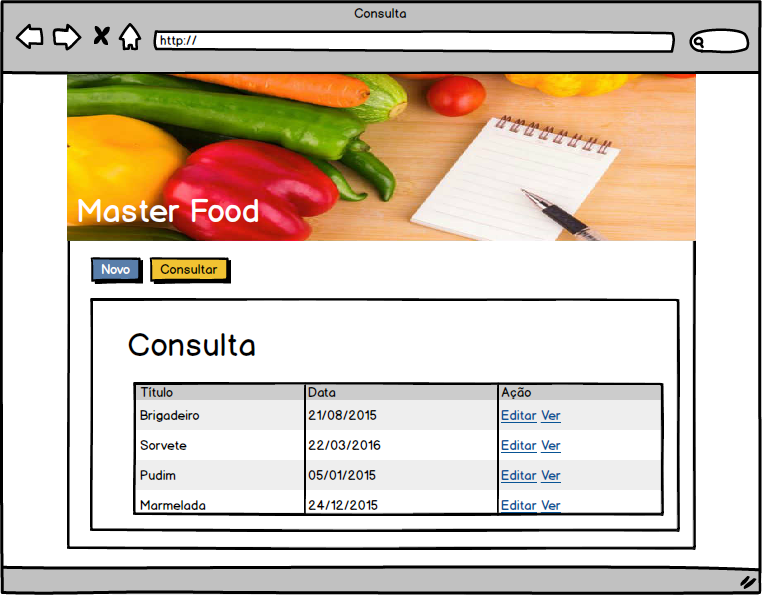 Consulta
http://
Master Food
Novo Consultar
Consulta
Título Data Ação
Brigadeiro 21/08/2015 Editar Ver
Sorvete 22/03/2016 Editar Ver
Pudim 05/01/2015 Editar Ver
Marmelada 24/12/2015 Editar Ver